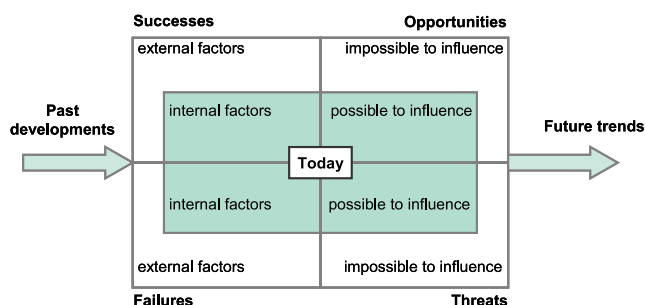 Successes
Opportunities
external factors
impossible to influence
Past
developments
internal factors
possible to influence
Future trends
Today
internal factors
possible to influence
external factors
impossible to influence
Failures
Threats